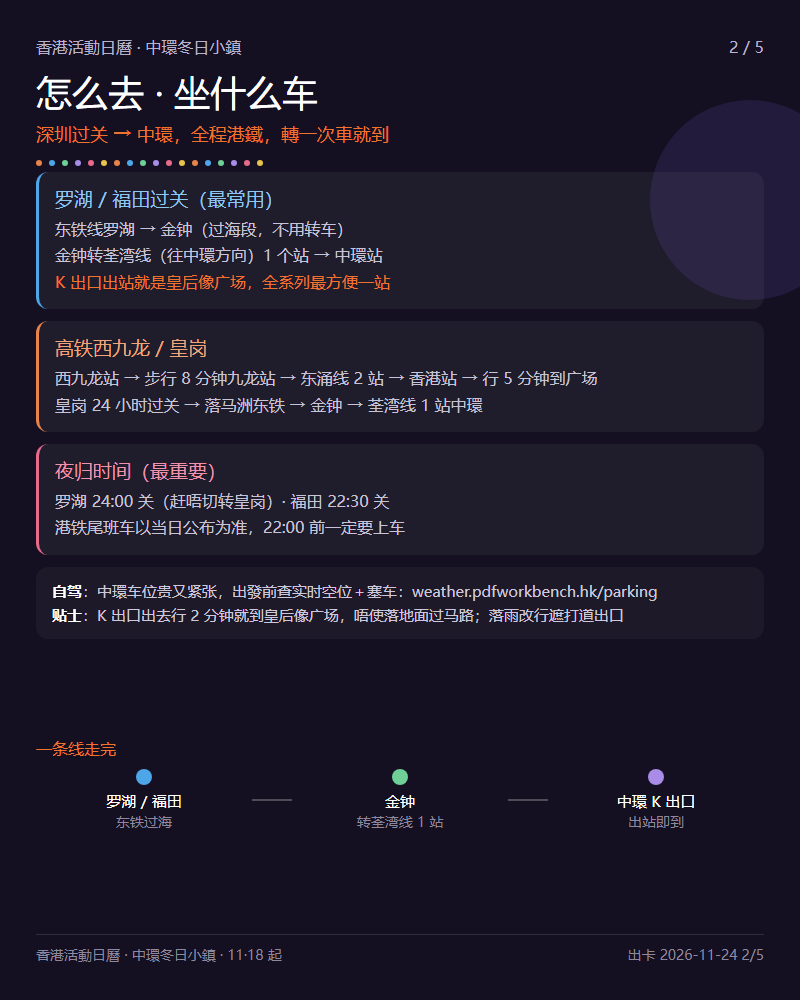 香港活動日曆 · 中環冬日小鎮
2 / 5
怎么去 · 坐什么车
深圳过关 → 中環，全程港鐵，轉一次車就到
罗湖 / 福田过关（最常用）
东铁线罗湖 → 金钟（过海段，不用转车）
金钟转荃湾线（往中環方向）1 个站 → 中環站
K 出口出站就是皇后像广场，全系列最方便一站
高铁西九龙 / 皇岗
西九龙站 → 步行 8 分钟九龙站 → 东涌线 2 站 → 香港站 → 行 5 分钟到广场
皇岗 24 小时过关 → 落马洲东铁 → 金钟 → 荃湾线 1 站中環
夜归时间（最重要）
罗湖 24:00 关（赶唔切转皇岗）· 福田 22:30 关
港铁尾班车以当日公布为准，22:00 前一定要上车
自驾：中環车位贵又紧张，出發前查实时空位 + 塞车：weather.pdfworkbench.hk/parking
贴士：K 出口出去行 2 分钟就到皇后像广场，唔使落地面过马路；落雨改行遮打道出口
一条线走完
罗湖 / 福田
东铁过海
金钟
转荃湾线 1 站
中環 K 出口
出站即到
香港活動日曆 · 中環冬日小鎮 · 11·18 起
出卡 2026-11-24 2/5